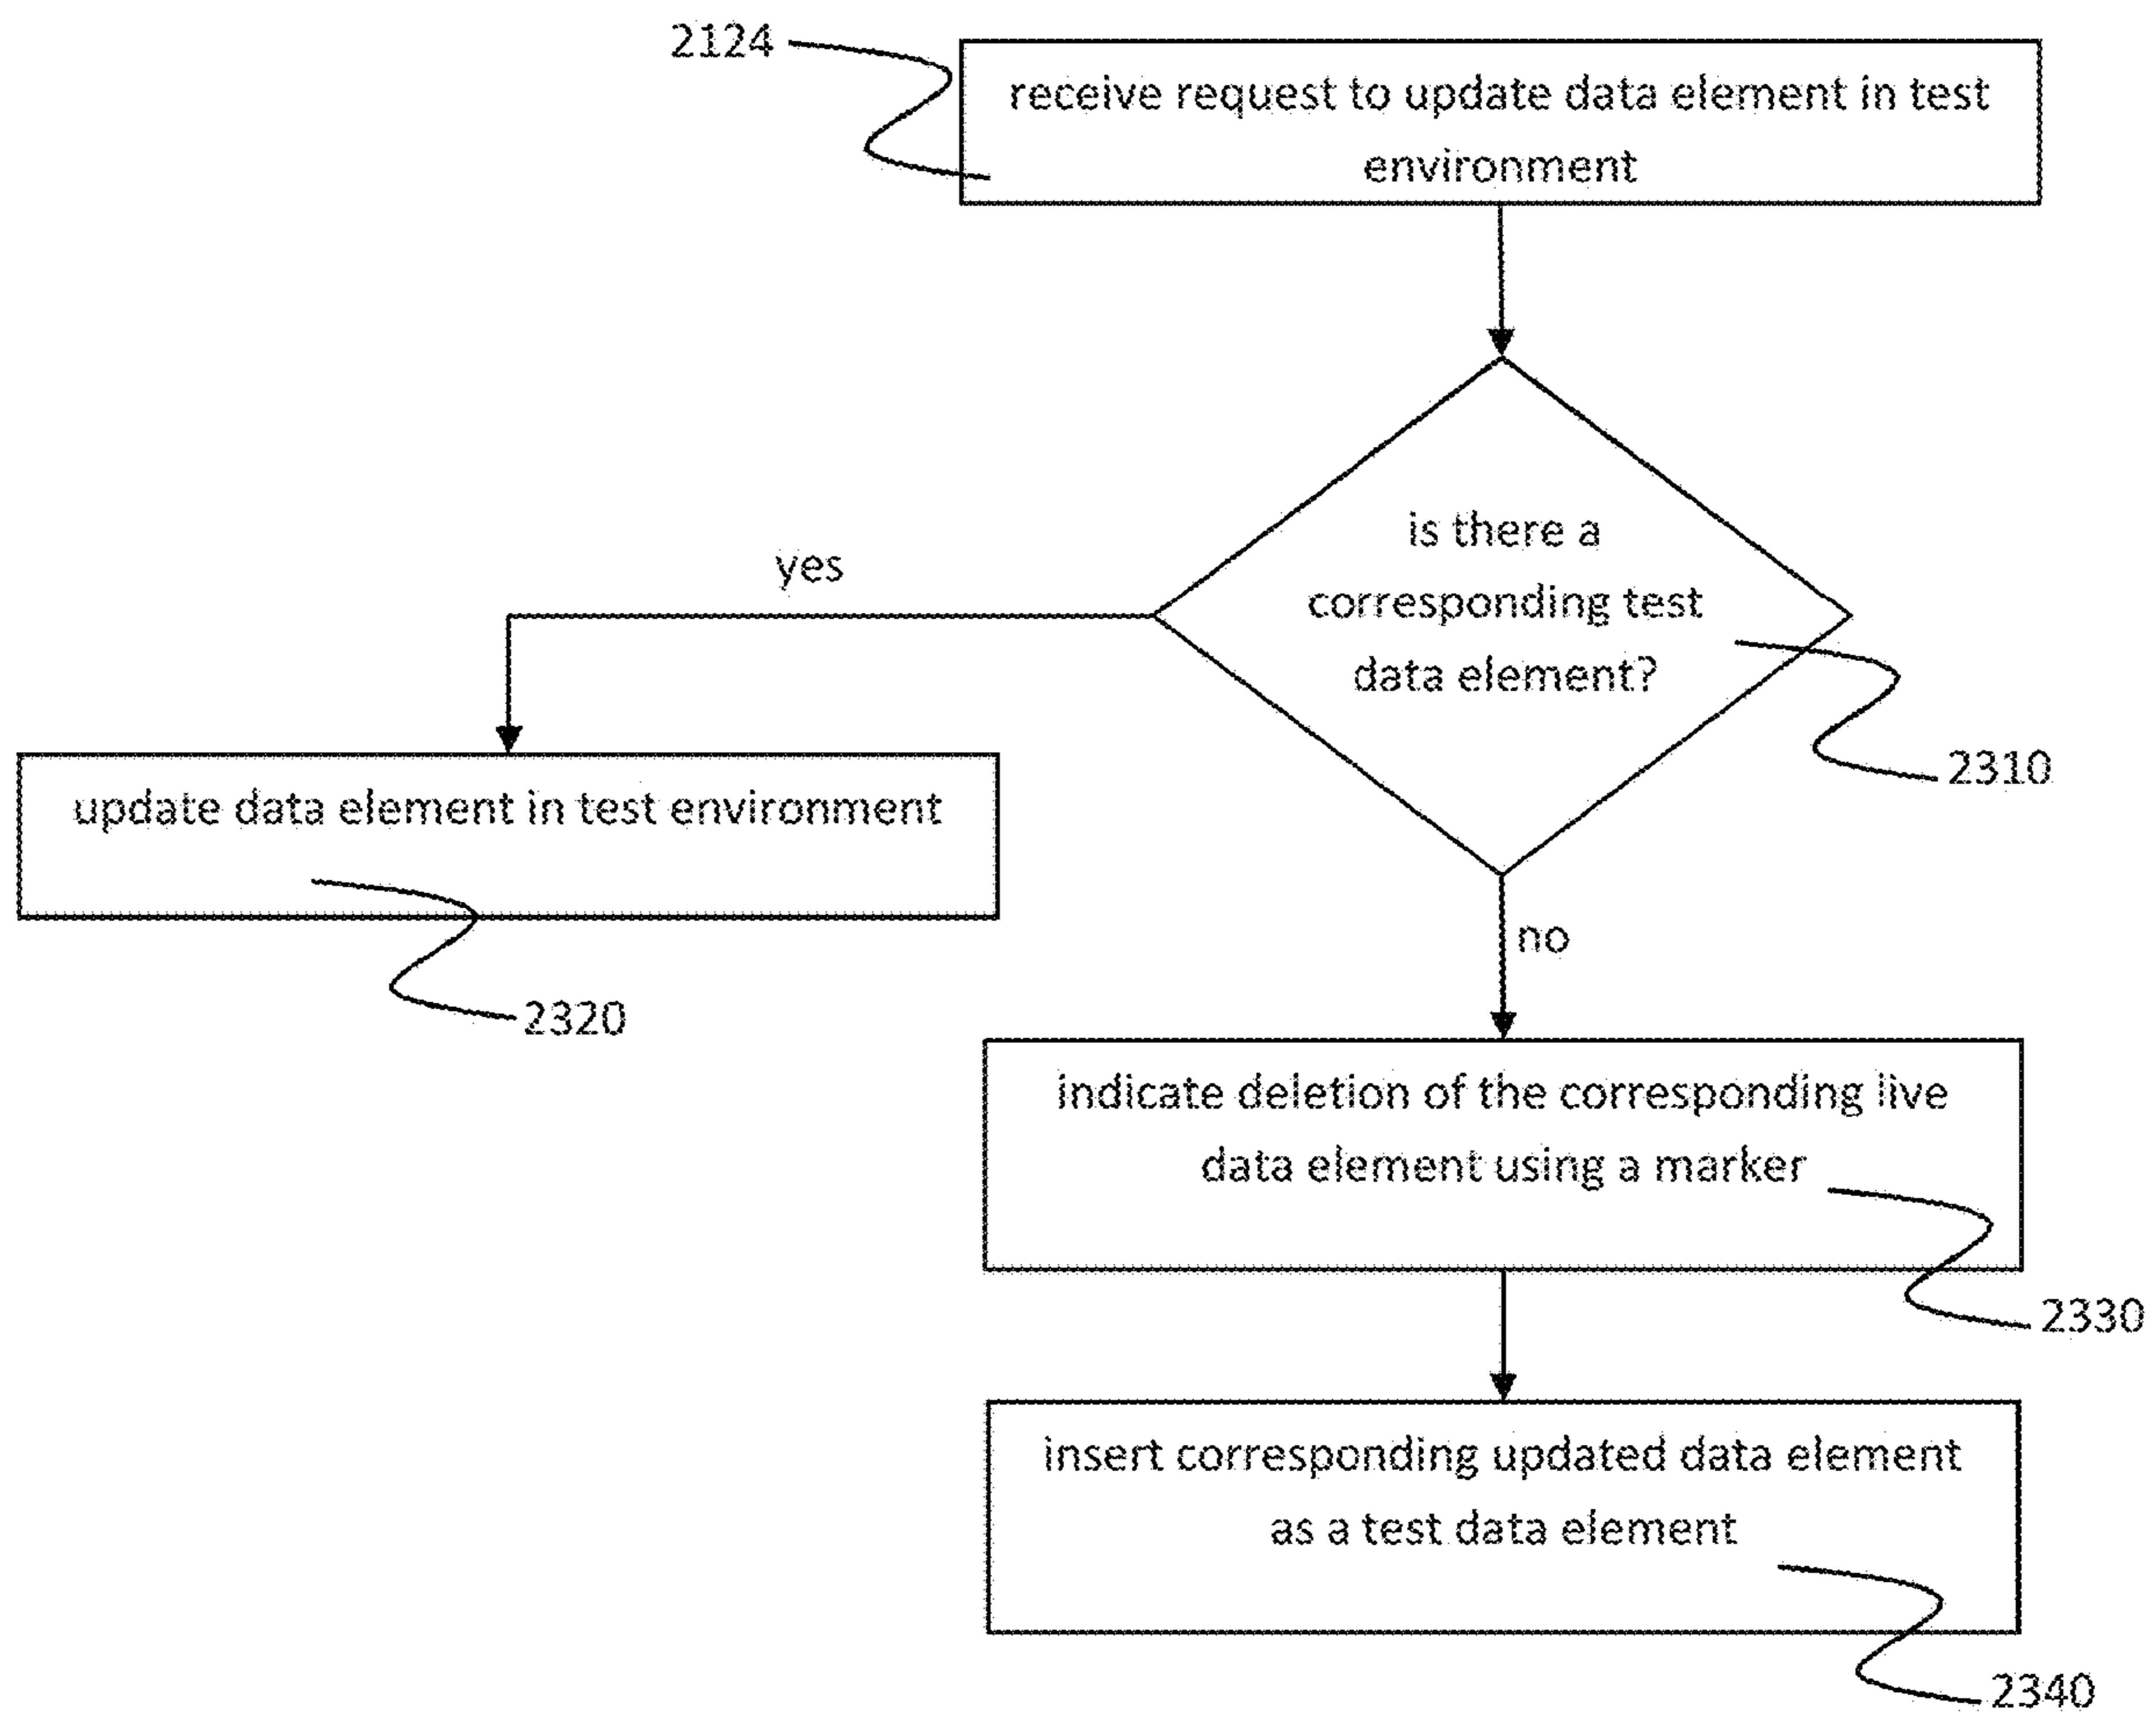 2124
receive request to update data element in test
environment
is there a
corresponding test
data element?
2310
yes
update data element in test environment
2320
no
indicate deletion of the corresponding live
data element using a marker
2330
insert corresponding updated data element
as a test data element
2340